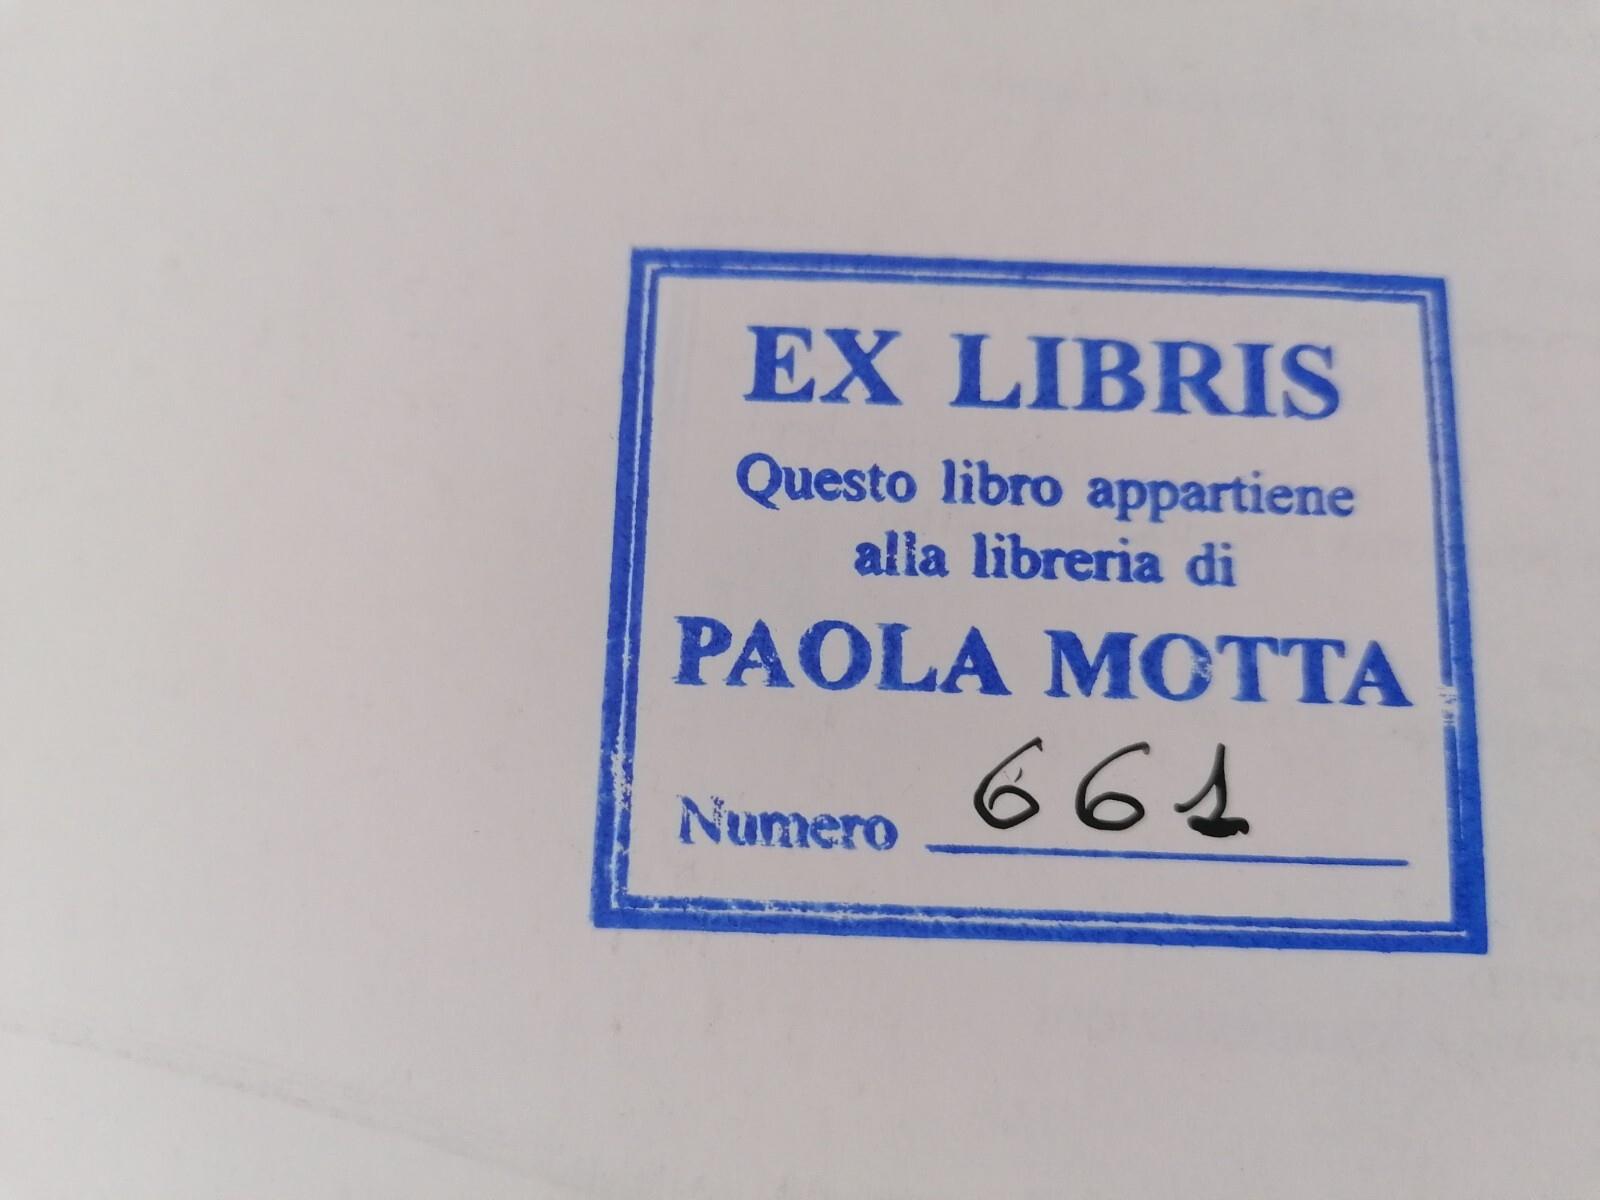 EX LIBRIS
Questo libro appartiene
alla libreria di
PAOLA MOTTA
Numero 661